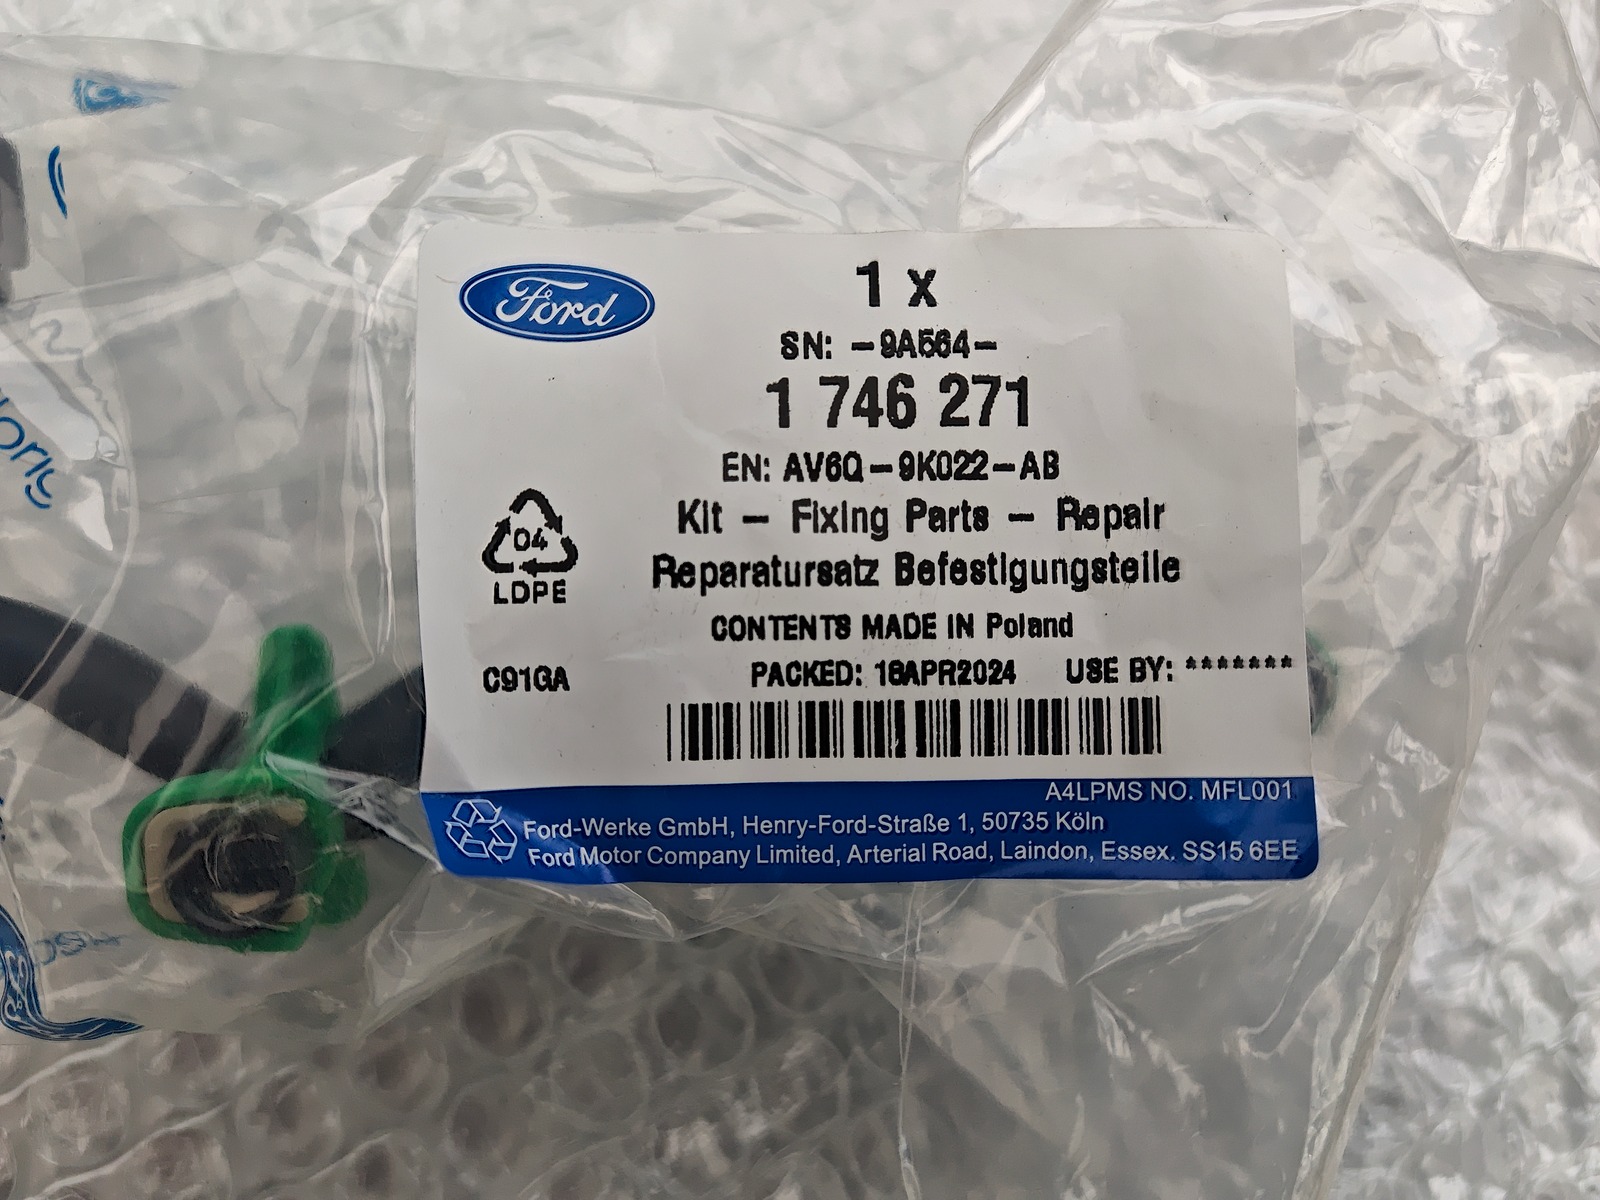 Ford
1 x
SN: -9A564-
1 746 271
EN: AV6Q-9K022-AB
Kit - Fixing Parts - Repair
Reparatursatz Befestigungsteile
04
LDPE
CONTENTS MADE IN Poland
C91GA
PACKED: 18APR2024 USE BY: *******
A4LPMS NO. MFL001
Ford-Werke GmbH, Henry-Ford-Straße 1, 50735 Köln
Ford Motor Company Limited, Arterial Road, Laindon, Essex. SS15 6EE